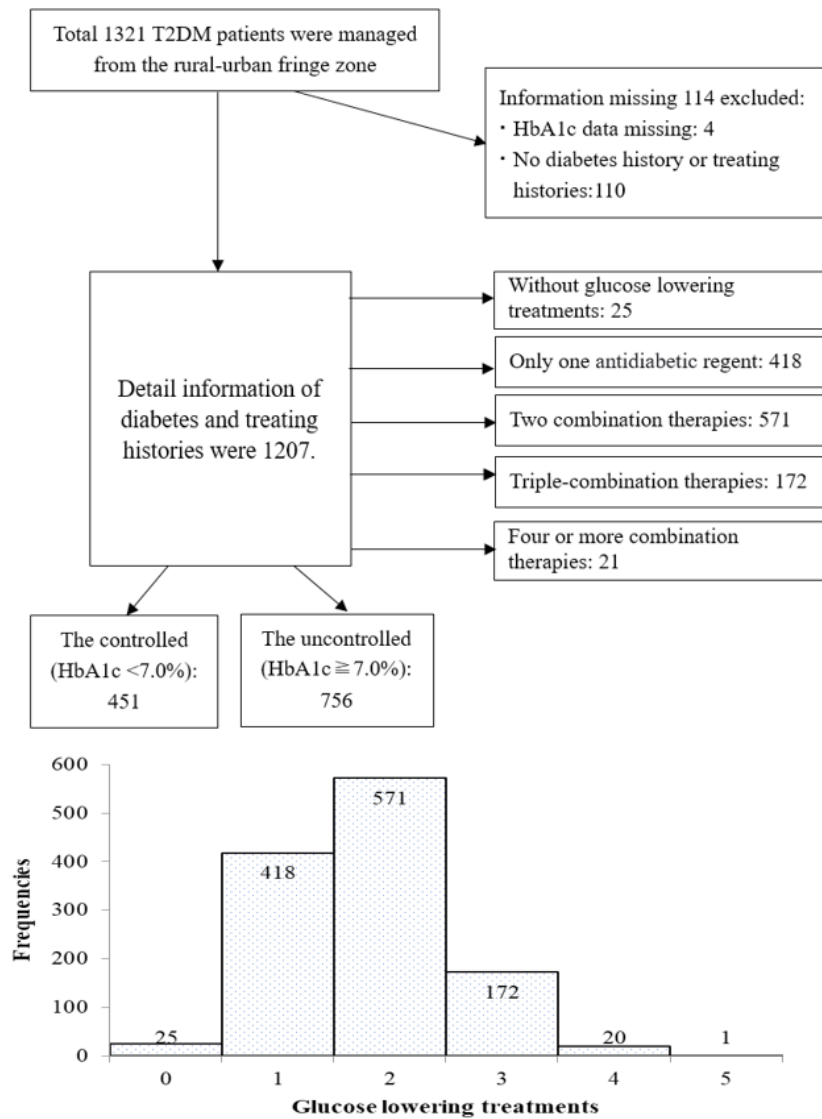 Total 1321 T2DM patients were managed
from the rural-urban fringe zone
Information missing 114 excluded:
・HbA1c data missing: 4
・No diabetes history or treating
histories:110
Detail information of
diabetes and treating
histories were 1207.
Without glucose lowering
treatments: 25
Only one antidiabetic regent: 418
Two combination therapies: 571
Triple-combination therapies: 172
Four or more combination
therapies: 21
The controlled
(HbA1c <7.0%):
451
The uncontrolled
(HbA1c≧7.0%):
756
600
500
400
300
200
100
0
Frequencies
25
418
571
172
20
1
0 1 2 3 4 5
Glucose lowering treatments